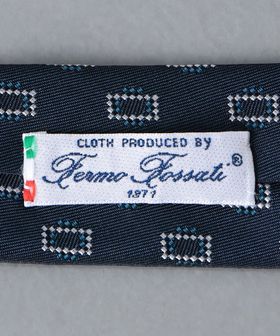 CLOTH PRODUCED BY
Fermo Fossati®
1871